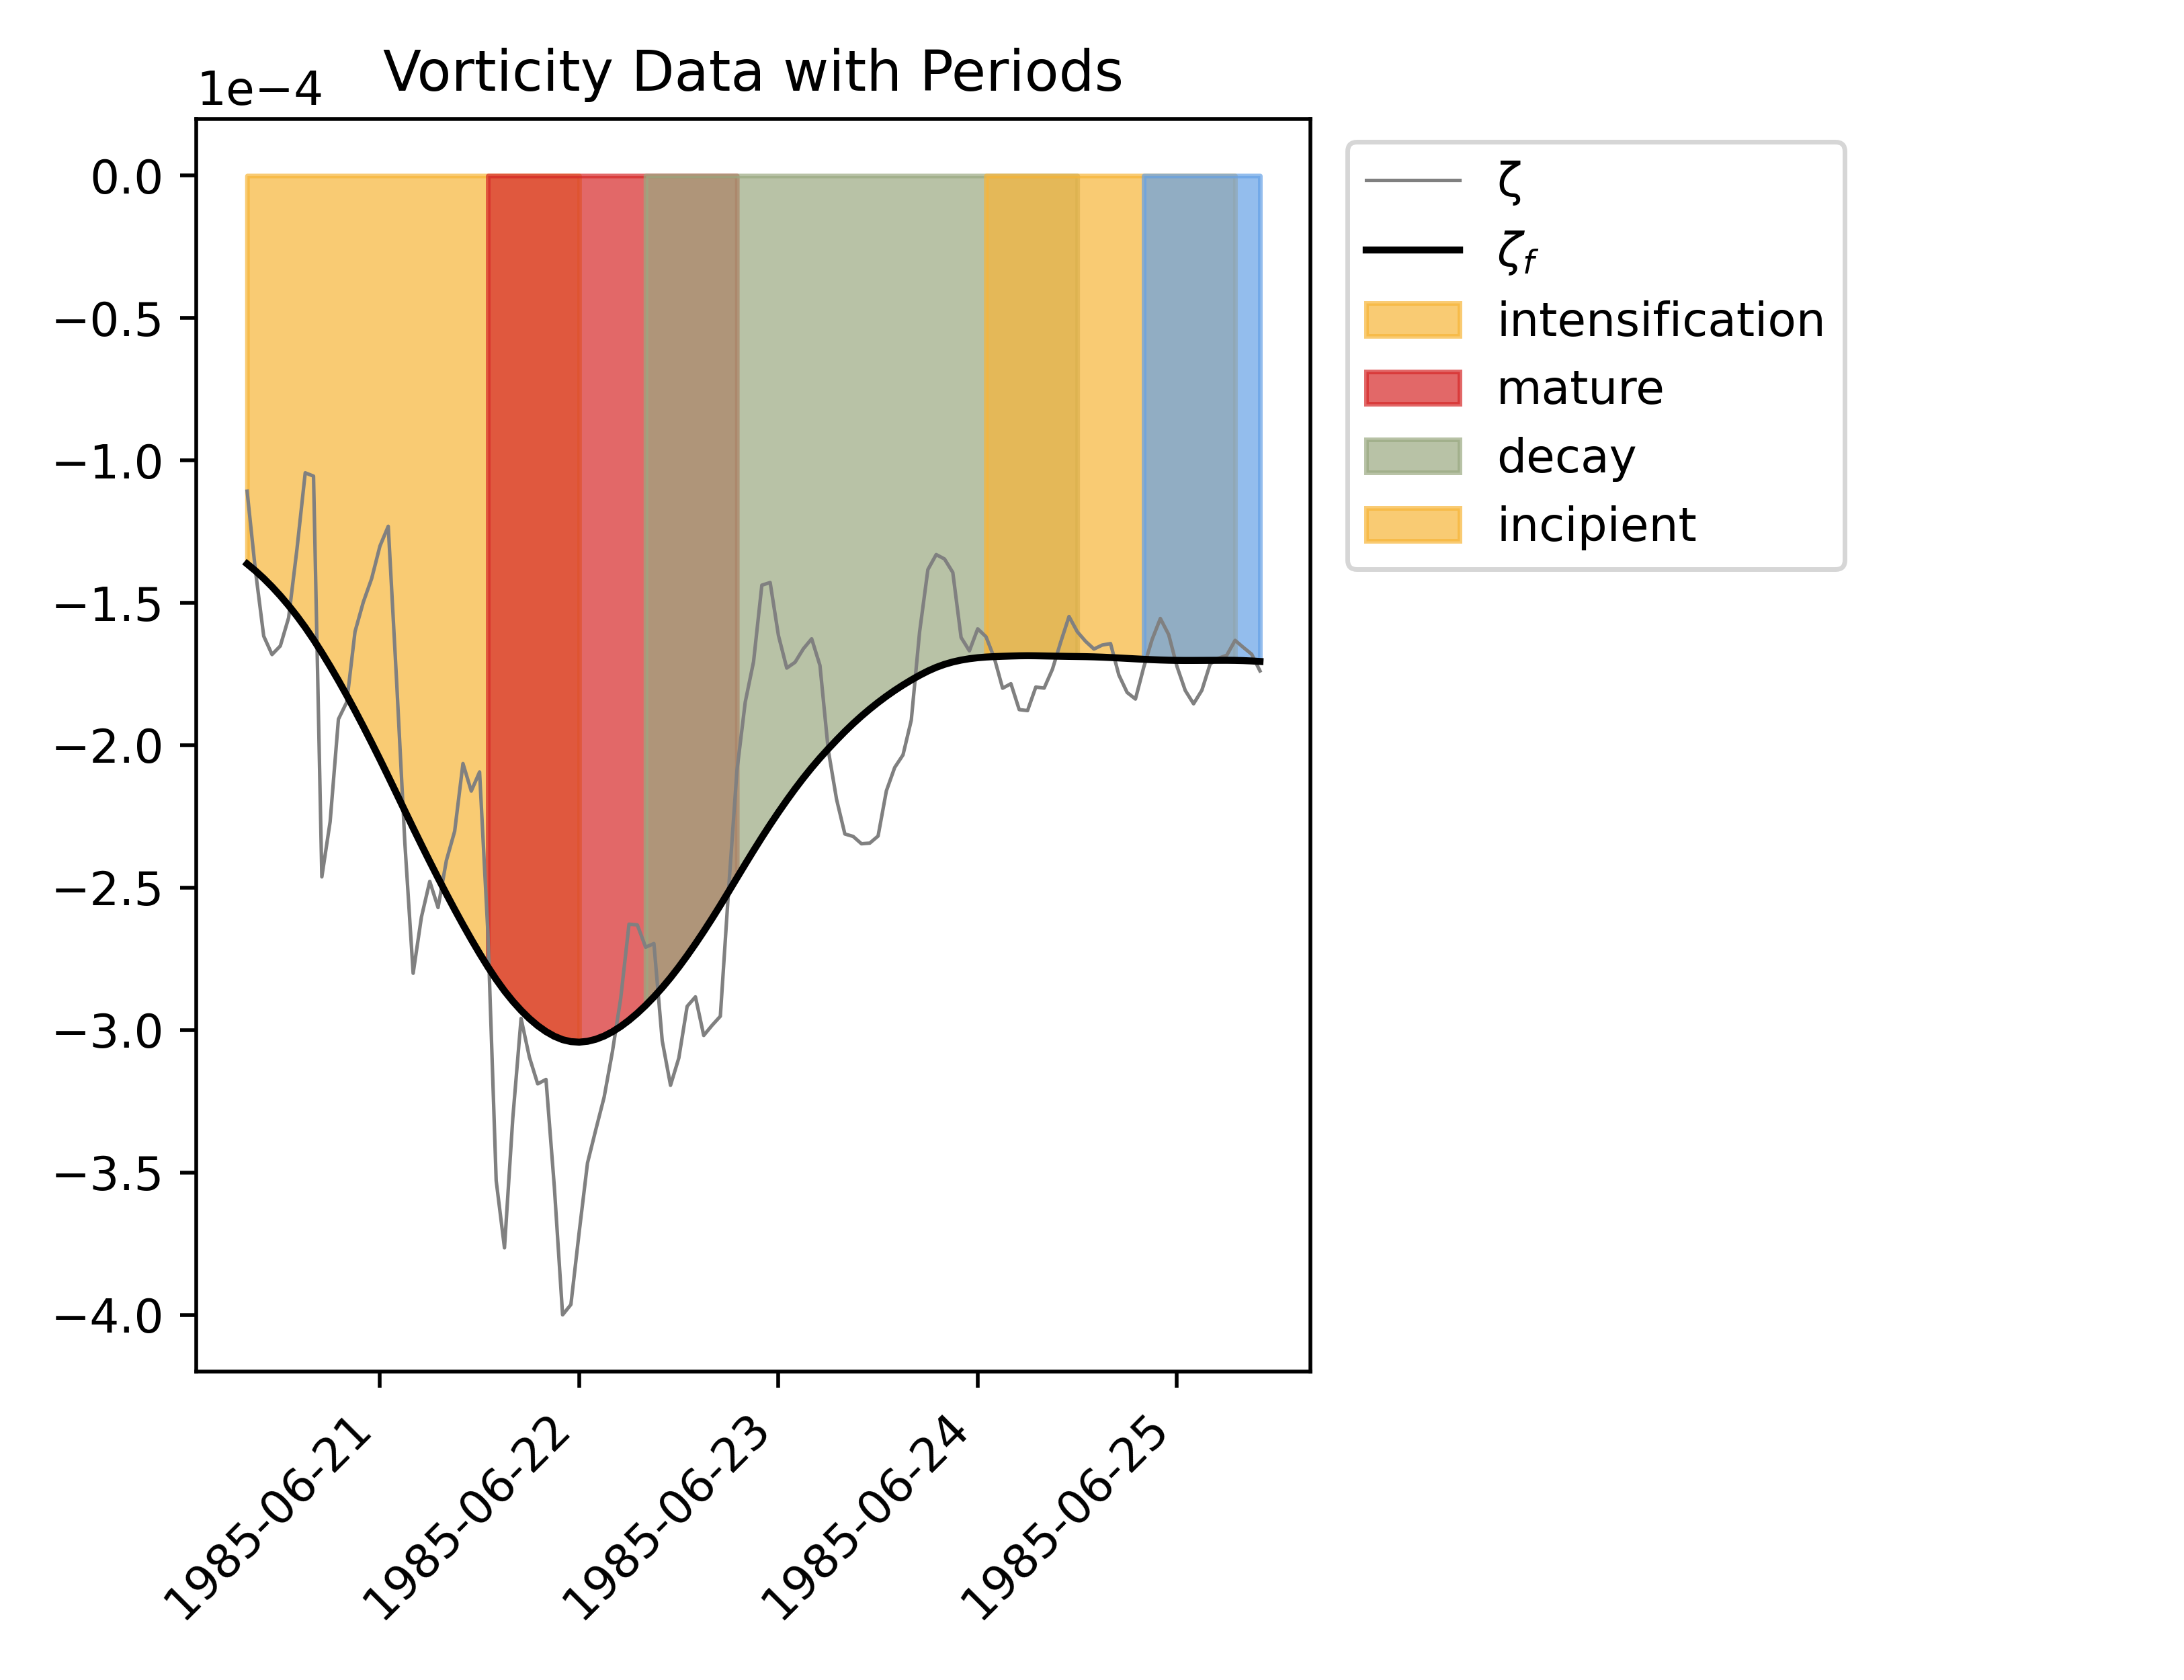 Vorticity Data with Periods
1e−4
0.0
−0.5
−1.0
−1.5
−2.0
−2.5
−3.0
−3.5
−4.0
1985-06-21
1985-06-22
1985-06-23
1985-06-24
1985-06-25
ζ
ζf
intensification
mature
decay
incipient